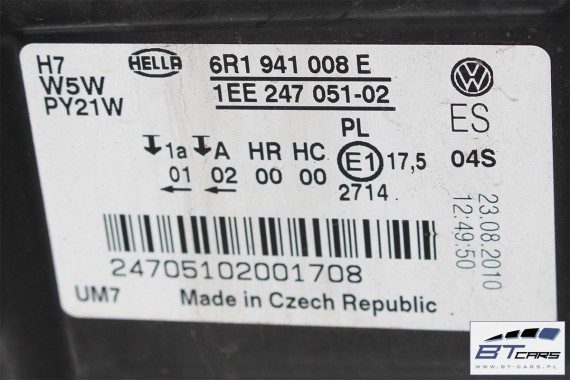 H7
W5W
PY21W
HELLA
6R1 941 008 E
1EE 247 051-02
PL
ES
1a A HR HC E1 17,5 04S
01 02 00 00 2714
23.08.2010
12:49:50
24705102001708
UM7 Made in Czech Republic
BTCARS
WWW.BT-CARS.PL